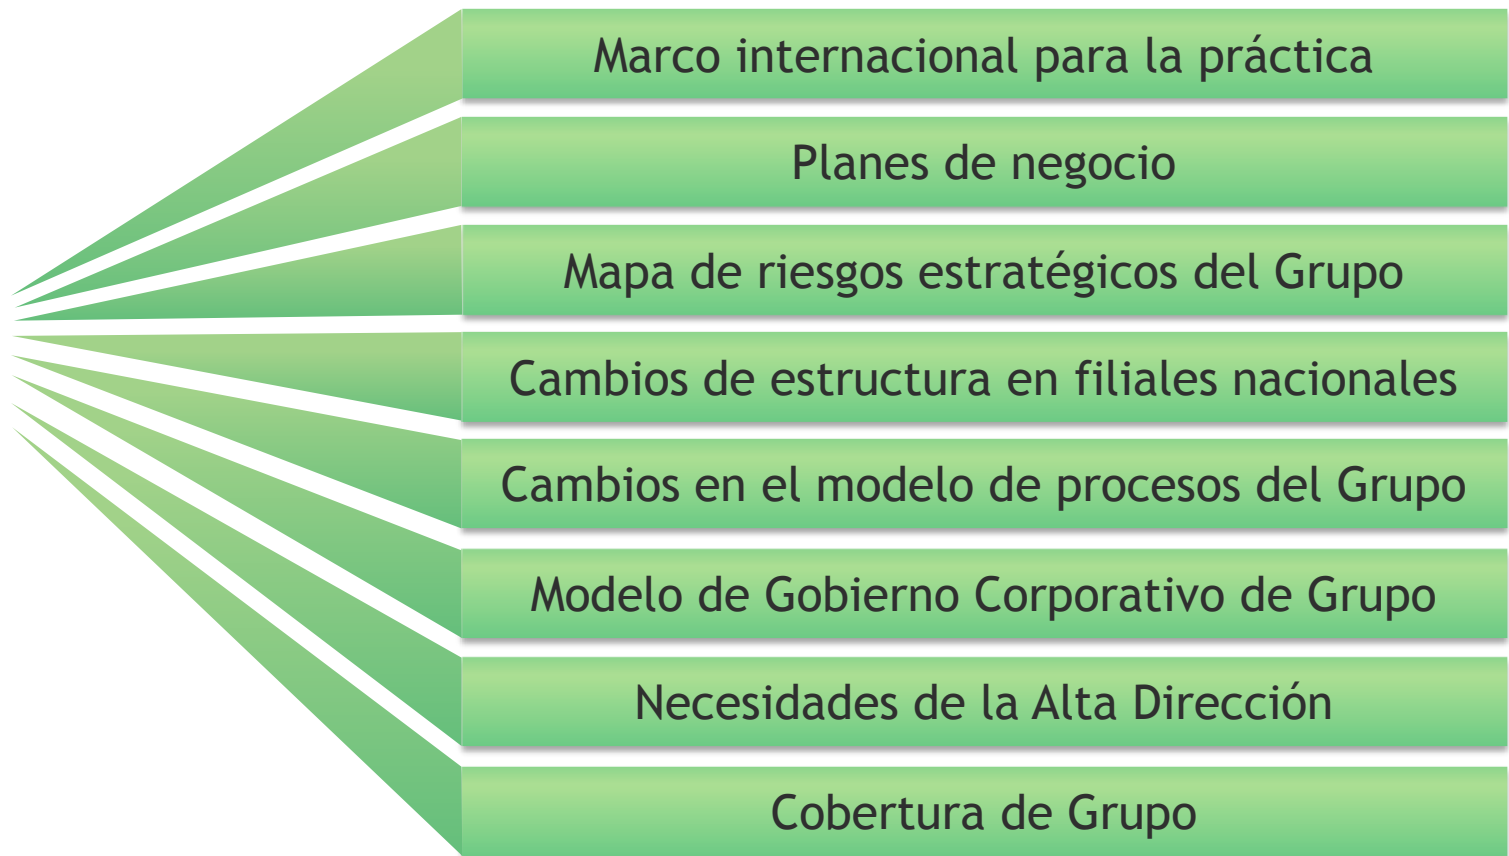 Marco internacional para la práctica
Planes de negocio
Mapa de riesgos estratégicos del Grupo
Cambios de estructura en filiales nacionales
Cambios en el modelo de procesos del Grupo
Modelo de Gobierno Corporativo de Grupo
Necesidades de la Alta Dirección
Cobertura de Grupo